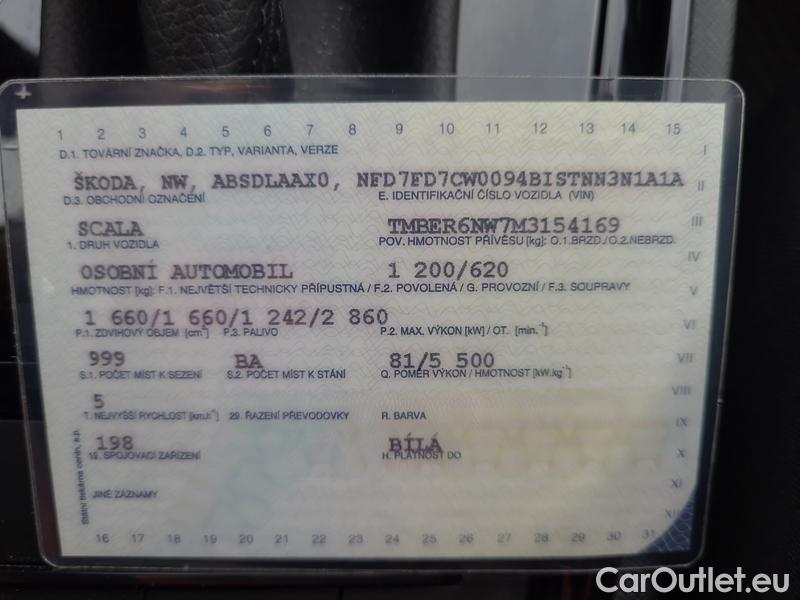 1 2 3 4 5 6 7 8 9 10 11 12 13 14 15
D.1. TOVÁRNÍ ZNAČKA, D.2. TYP, VARIANTA, VERZE I
ŠKODA, NW, ABSDLAAX0, NFD7FD7CW0094BISTNN3N1A1A II
D.3. OBCHODNÍ OZNAČENÍ E. IDENTIFIKAČNÍ ČÍSLO VOZIDLA (VIN)
SCALA TMBER6NW7M3154169 III
1. DRUH VOZIDLA POV. HMOTNOST PŘÍVĚSU [kg]: O.1.BRZD./O.2.NEBRZD.
OSOBNÍ AUTOMOBIL 1 200/620 IV
HMOTNOST [kg]: F.1. NEJVĚTŠÍ TECHNICKY PŘÍPUSTNÁ / F.2. POVOLENÁ / G. PROVOZNÍ / F.3. SOUPRAVY V
1 660/1 660/1 242/2 860 VI
P.1. ZDVIHOVÝ OBJEM [cm³] P.3. PALIVO P.2. MAX. VÝKON [kW] / OT. [min.⁻¹]
999 BA 81/5 500 VII
S.1. POČET MÍST K SEZENÍ S.2. POČET MÍST K STÁNÍ Q. POMĚR VÝKON / HMOTNOST [kW.kg⁻¹]
5 VIII
T. NEJVYŠŠÍ RYCHLOST [km.h⁻¹] 29. ŘAZENÍ PŘEVODOVKY R. BARVA IX
198 BÍLÁ
19. SPOJOVACÍ ZAŘÍZENÍ H. PLATNOST DO X
XI
JINÉ ZÁZNAMY
XII
Státní tiskárna cenin, s.p.
16 17 18 19 20 21 22 23 24 25 26 27 28 29 30 31
CarOutlet.eu